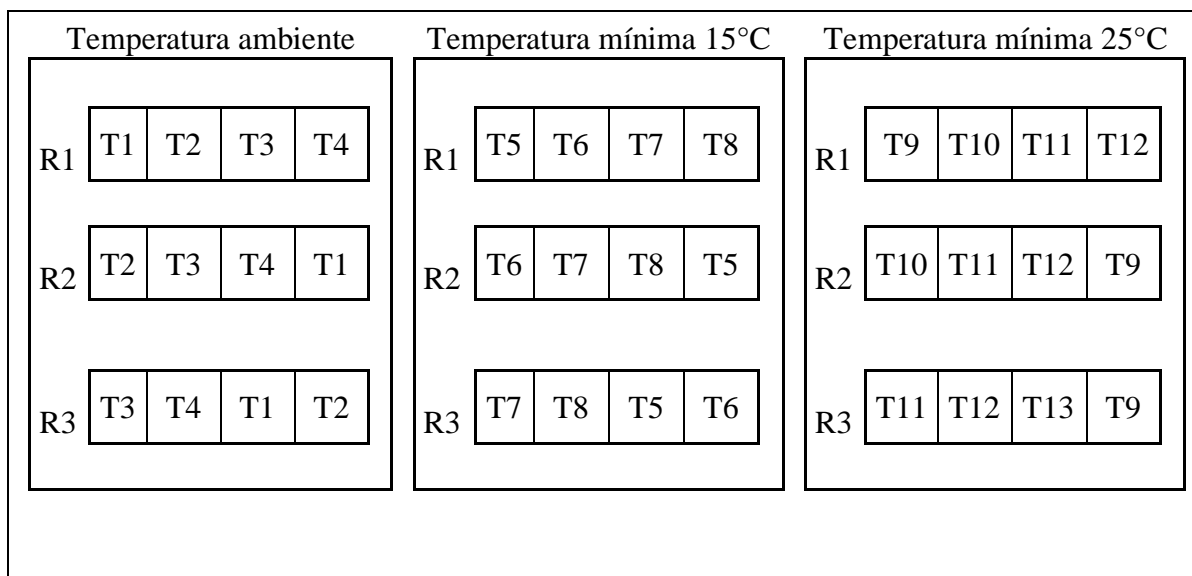 Temperatura ambiente Temperatura mínima 15°C Temperatura mínima 25°C
R1 T1 T2 T3 T4 R1 T5 T6 T7 T8 R1 T9 T10 T11 T12
R2 T2 T3 T4 T1 R2 T6 T7 T8 T5 R2 T10 T11 T12 T9
R3 T3 T4 T1 T2 R3 T7 T8 T5 T6 R3 T11 T12 T13 T9